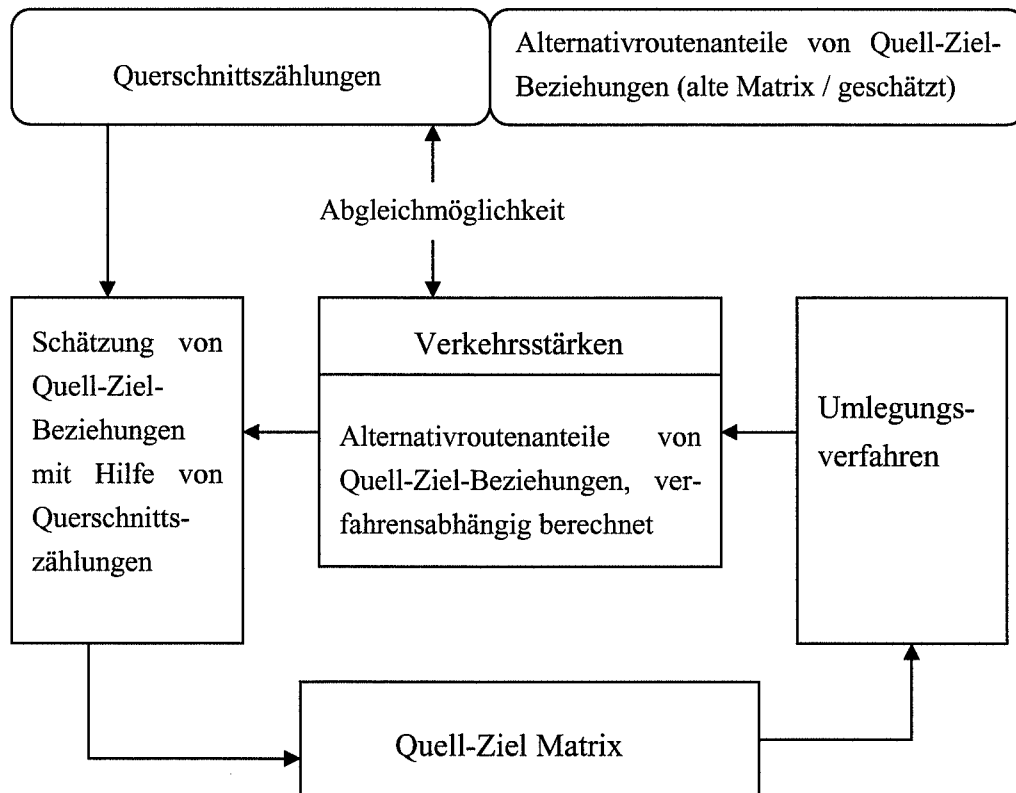 Querschnittszählungen
Alternativroutenanteile von Quell-Ziel-
Beziehungen (alte Matrix / geschätzt)
Abgleichmöglichkeit
Schätzung von
Quell-Ziel-
Beziehungen
mit Hilfe von
Querschnitts-
zählungen
Verkehrsstärken
Alternativroutenanteile von
Quell-Ziel-Beziehungen, ver-
fahrensabhängig berechnet
Umlegungs-
verfahren
Quell-Ziel Matrix